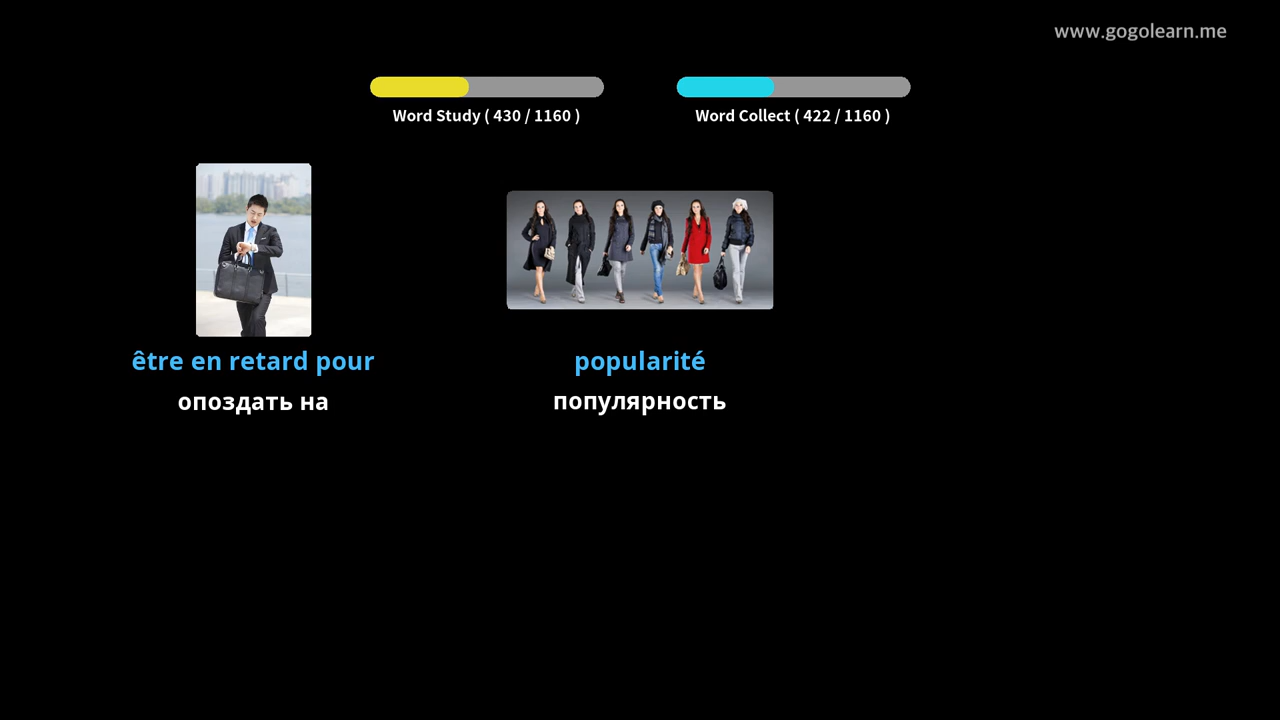 www.gogolearn.me
Word Study ( 430 / 1160 )
Word Collect ( 422 / 1160 )
être en retard pour
опоздать на
popularité
популярность